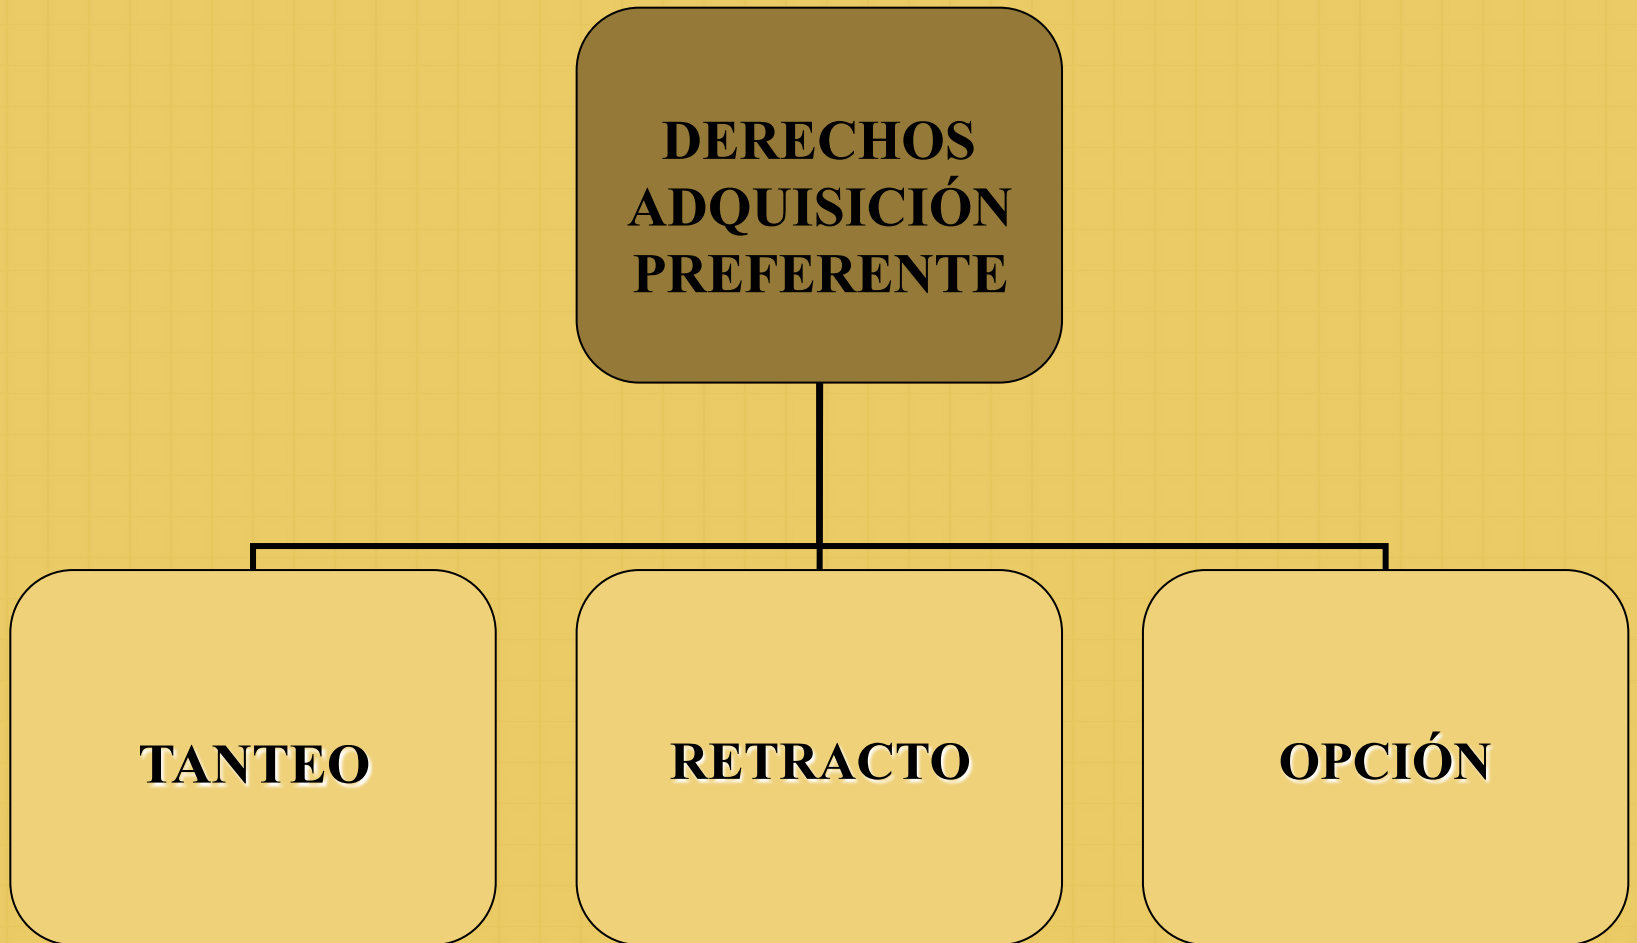 DERECHOS
ADQUISICIÓN
PREFERENTE
TANTEO
RETRACTO
OPCIÓN